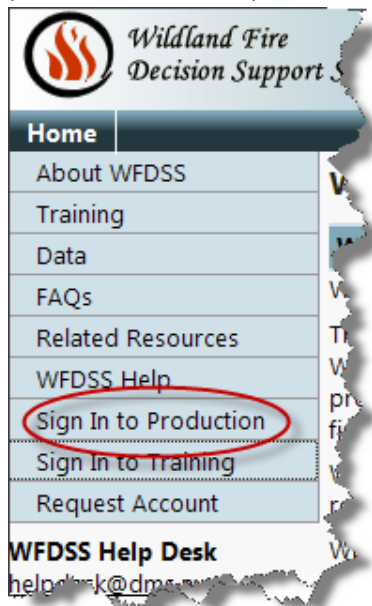 Wildland Fire
Decision Support
Home
About WFDSS
Training
Data
FAQs
Related Resources
WFDSS Help
Sign In to Production
Sign In to Training
Request Account
WFDSS Help Desk